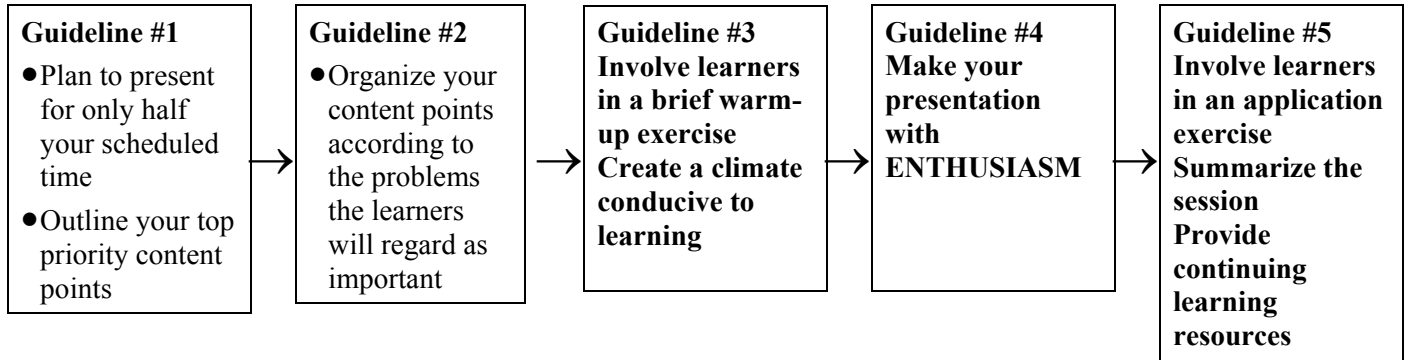 Guideline #1
●Plan to present
for only half
your scheduled
time
●Outline your top
priority content
points
Guideline #2
●Organize your
content points
according to
the problems
the learners
will regard as
important
Guideline #3
Involve learners
in a brief warm-
up exercise
Create a climate
conducive to
learning
Guideline #4
Make your
presentation
with
ENTHUSIASM
Guideline #5
Involve learners
in an application
exercise
Summarize the
session
Provide
continuing
learning
resources